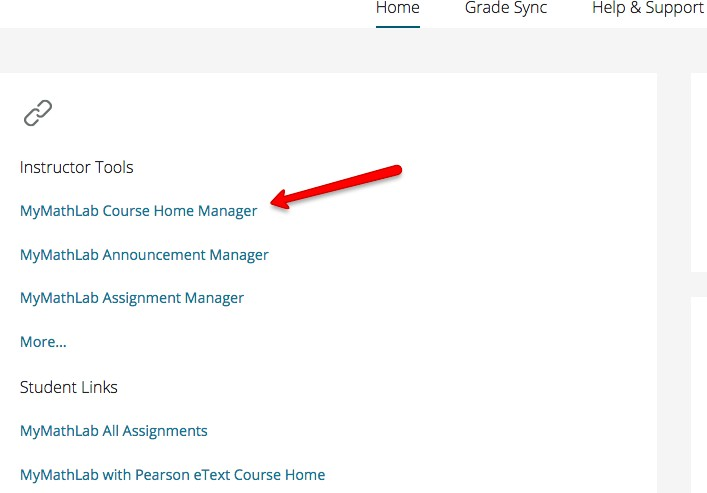 Home Grade Sync Help & Support
Instructor Tools
MyMathLab Course Home Manager
MyMathLab Announcement Manager
MyMathLab Assignment Manager
More...
Student Links
MyMathLab All Assignments
MyMathLab with Pearson eText Course Home